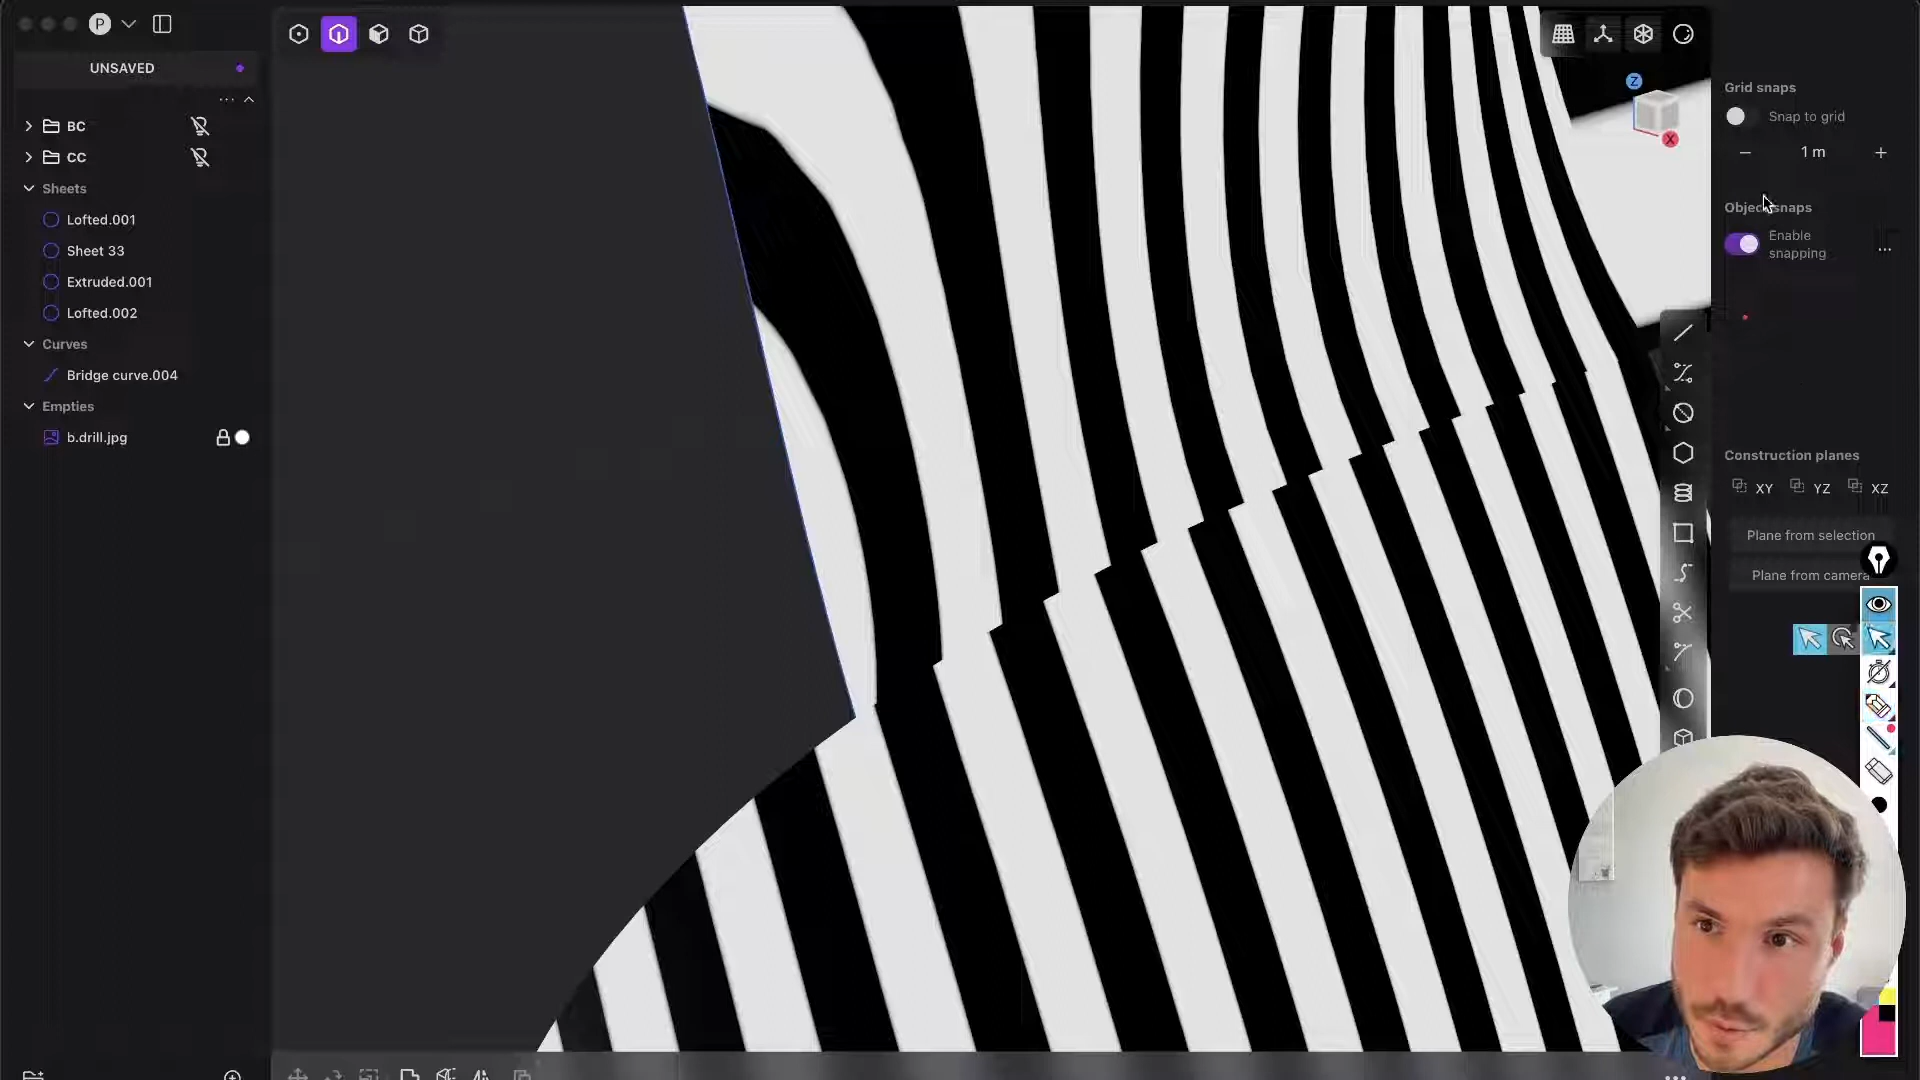 P
UNSAVED
BC
CC
Sheets
Lofted.001
Sheet 33
Extruded.001
Lofted.002
Curves
Bridge curve.004
Empties
b.drill.jpg
Z
X
Grid snaps
Snap to grid
1 m
Object snaps
Enable
snapping
Construction planes
XY YZ XZ
Plane from selection
Plane from camera